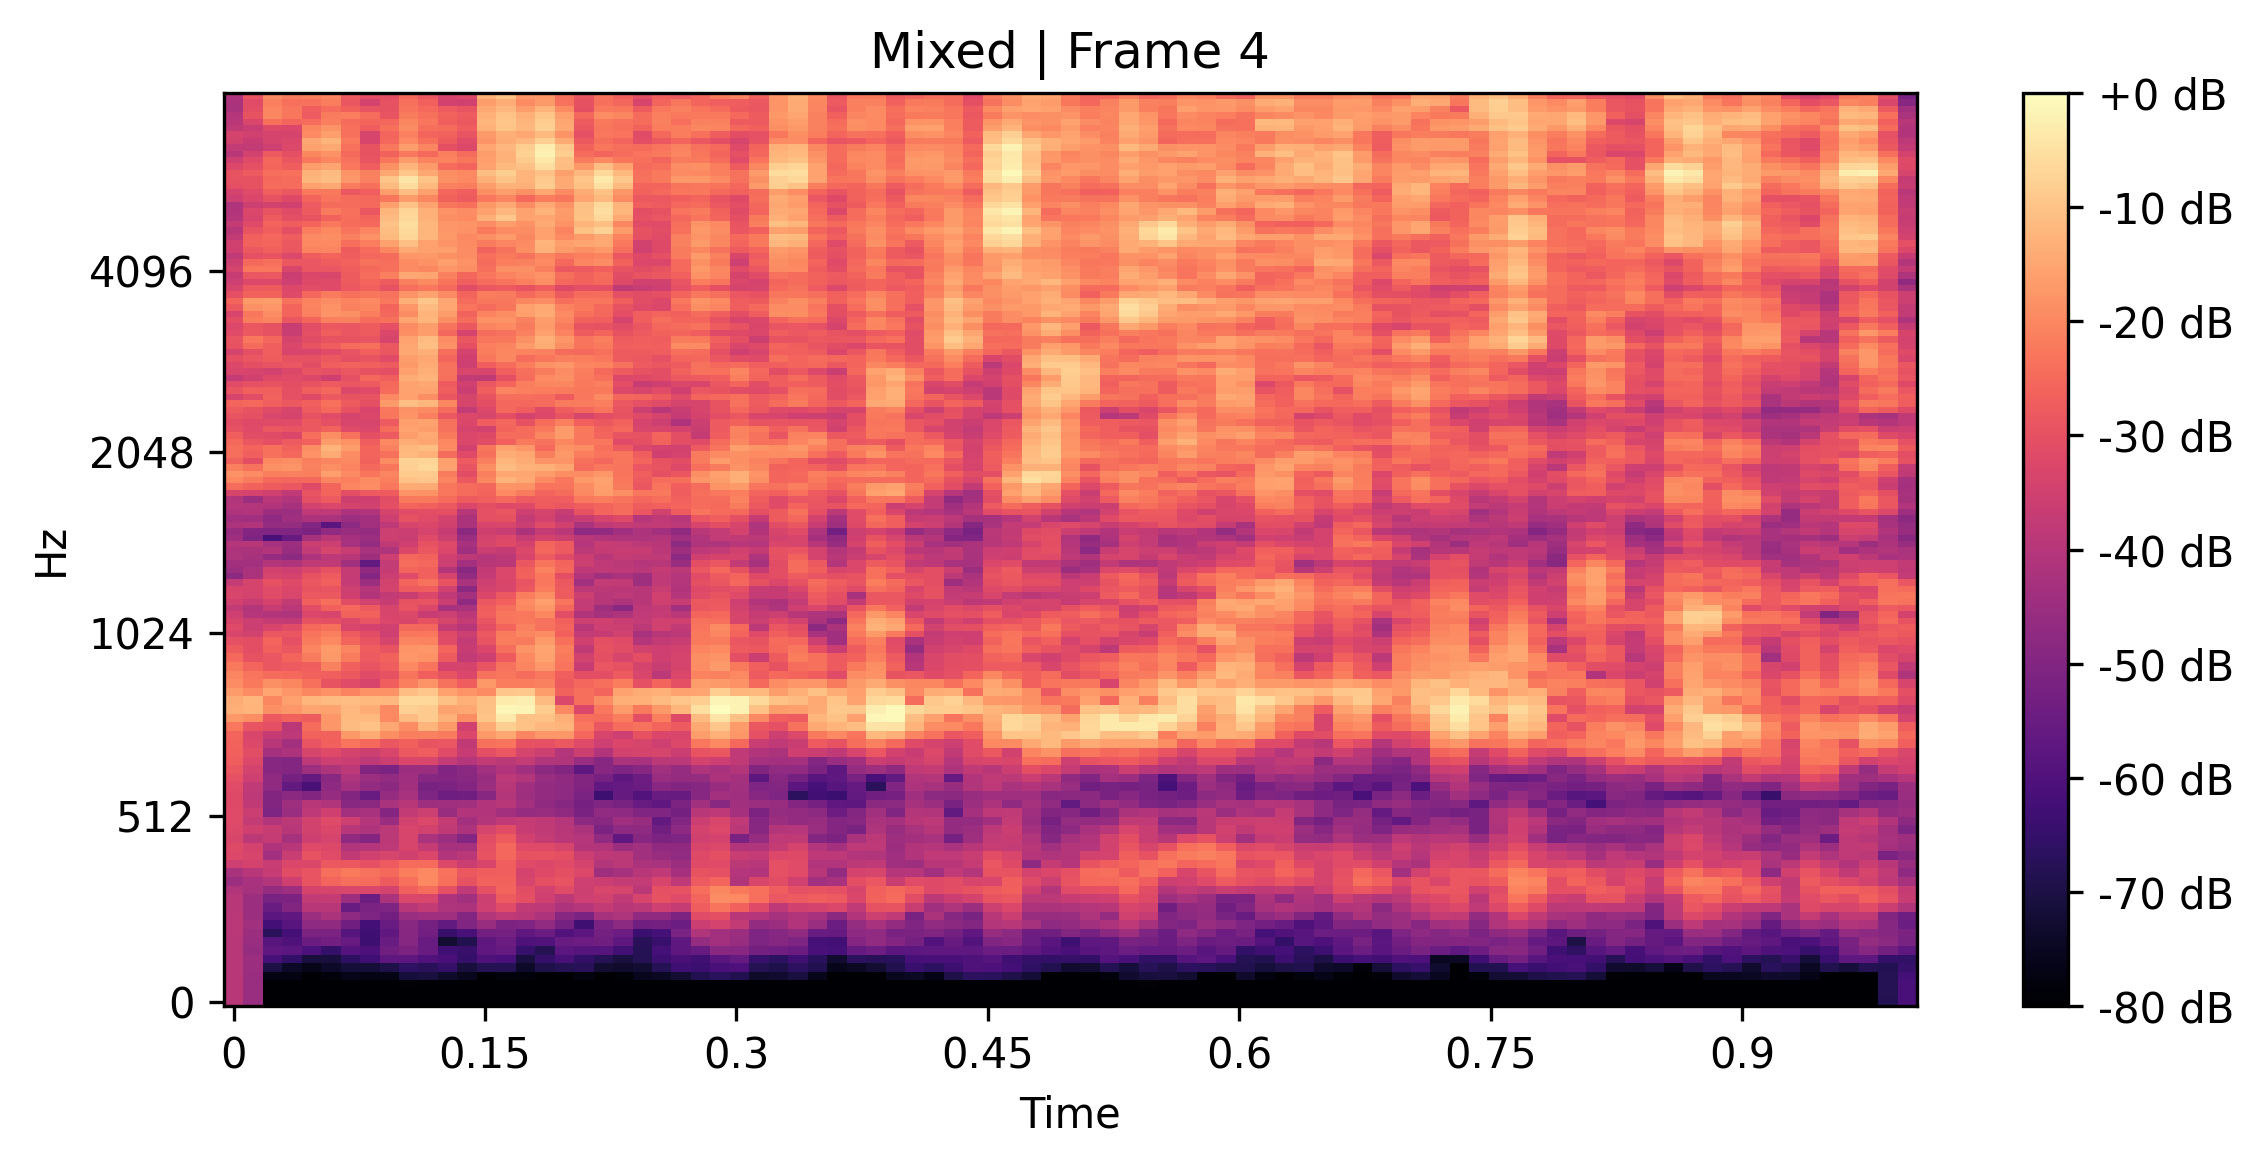 Mixed | Frame 4
+0 dB
-10 dB
-20 dB
-30 dB
-40 dB
-50 dB
-60 dB
-70 dB
-80 dB
Hz
4096
2048
1024
512
0
0 0.15 0.3 0.45 0.6 0.75 0.9
Time